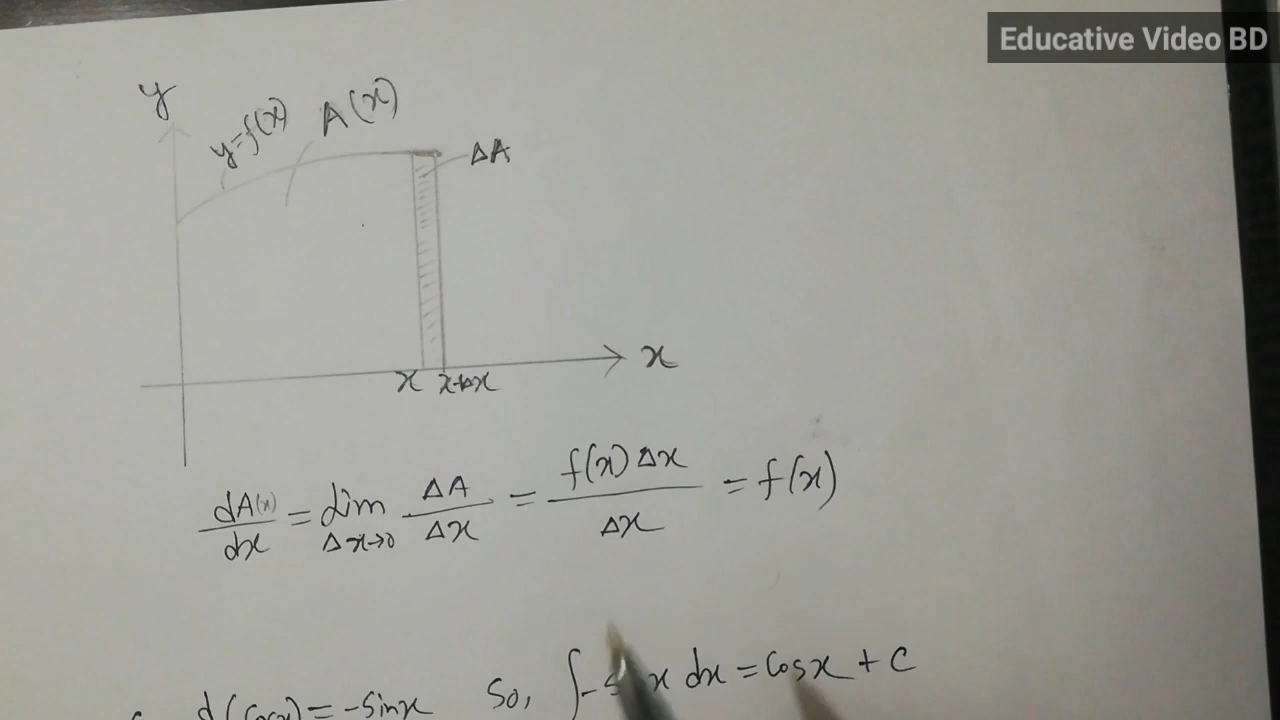 Educative Video BD
y
y=f(x)
A(x)
ΔA
x
x x+Δx
dA(x)/dx = lim Δx→0 ΔA/Δx = f(x)Δx/Δx = f(x)
d(cosx) = -sinx So, ∫- x dx = cosx + c